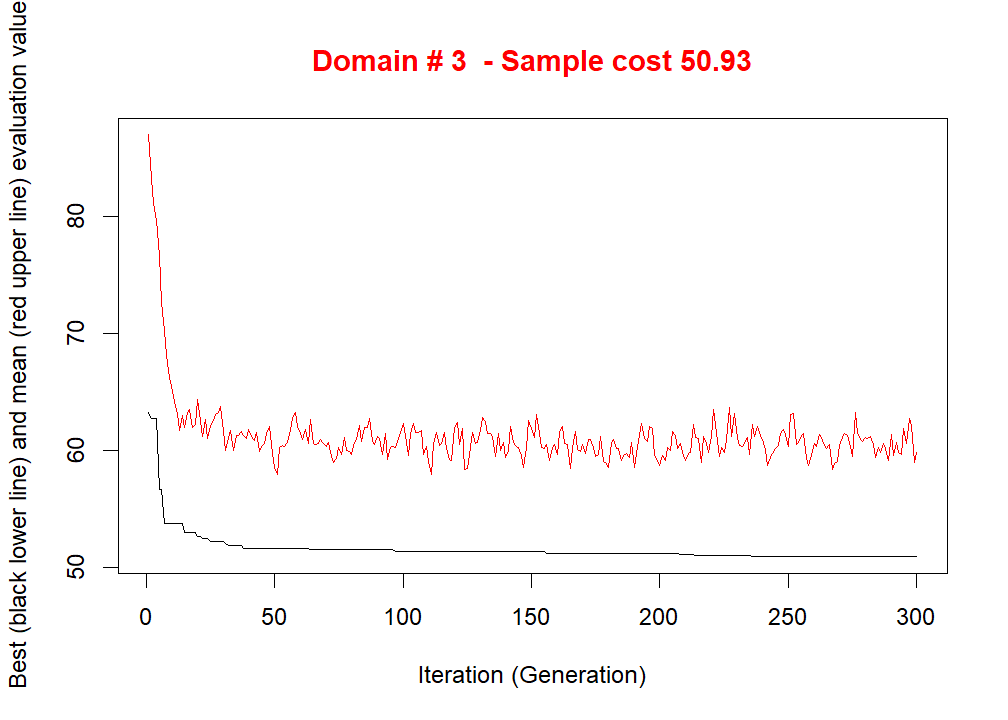 Domain # 3  - Sample cost 50.93
Best (black lower line) and mean (red upper line) evaluation value
80
70
60
50
0 50 100 150 200 250 300
Iteration (Generation)